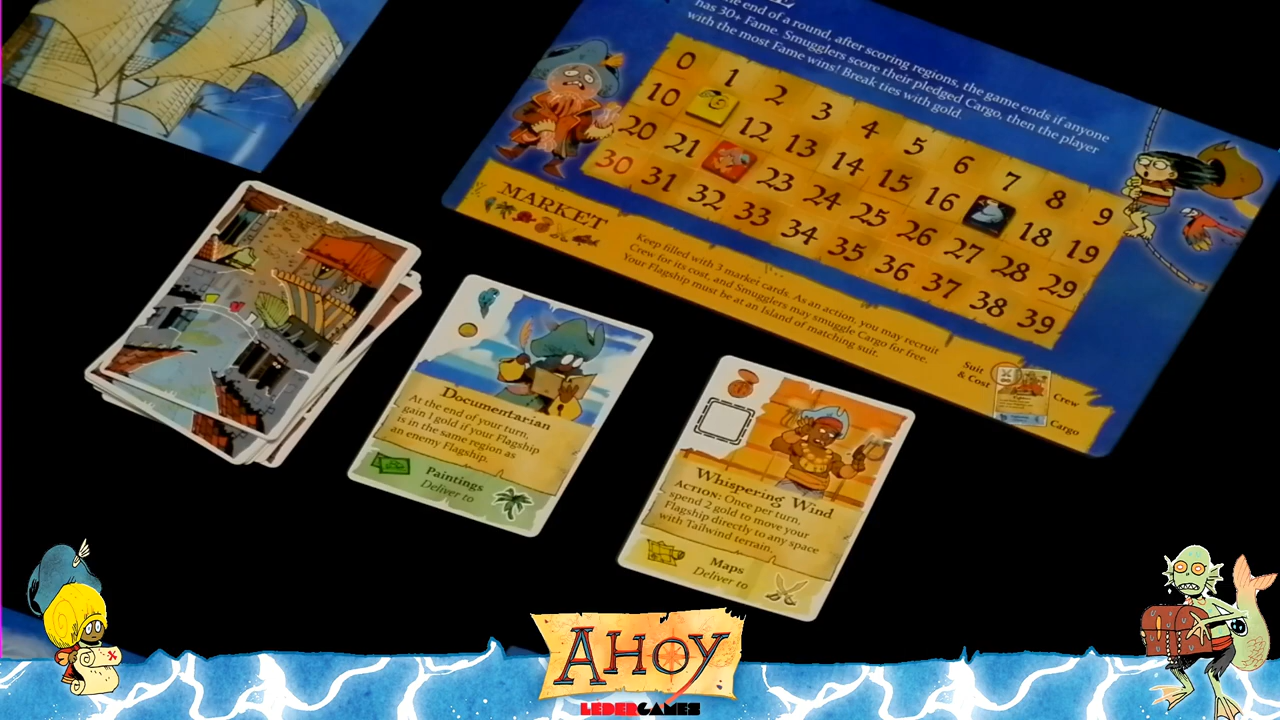 the end of a round, after scoring regions, the game ends if anyone
has 30+ Fame. Smugglers score their pledged Cargo, then the player
with the most Fame wins! Break ties with gold.
0 1 2 3 4 5 6 7 8 9
10 12 13 14 15 16 18 19
20 21 23 24 25 26 27 28 29
30 31 32 33 34 35 36 37 38 39
MARKET
Keep filled with 3 market cards. As an action, you may recruit
Crew for its cost, and Smugglers may smuggle Cargo for free.
Your Flagship must be at an Island of matching suit.
Suit
& Cost
Crew
Cargo
Documentarian
At the end of your turn,
gain 1 gold if your Flagship
is in the same region as
an enemy Flagship.
Paintings
Deliver to
Whispering Wind
ACTION: Once per turn,
spend 2 gold to move your
Flagship directly to any space
with Tailwind terrain.
Maps
Deliver to
AHOY
LEDERGAMES